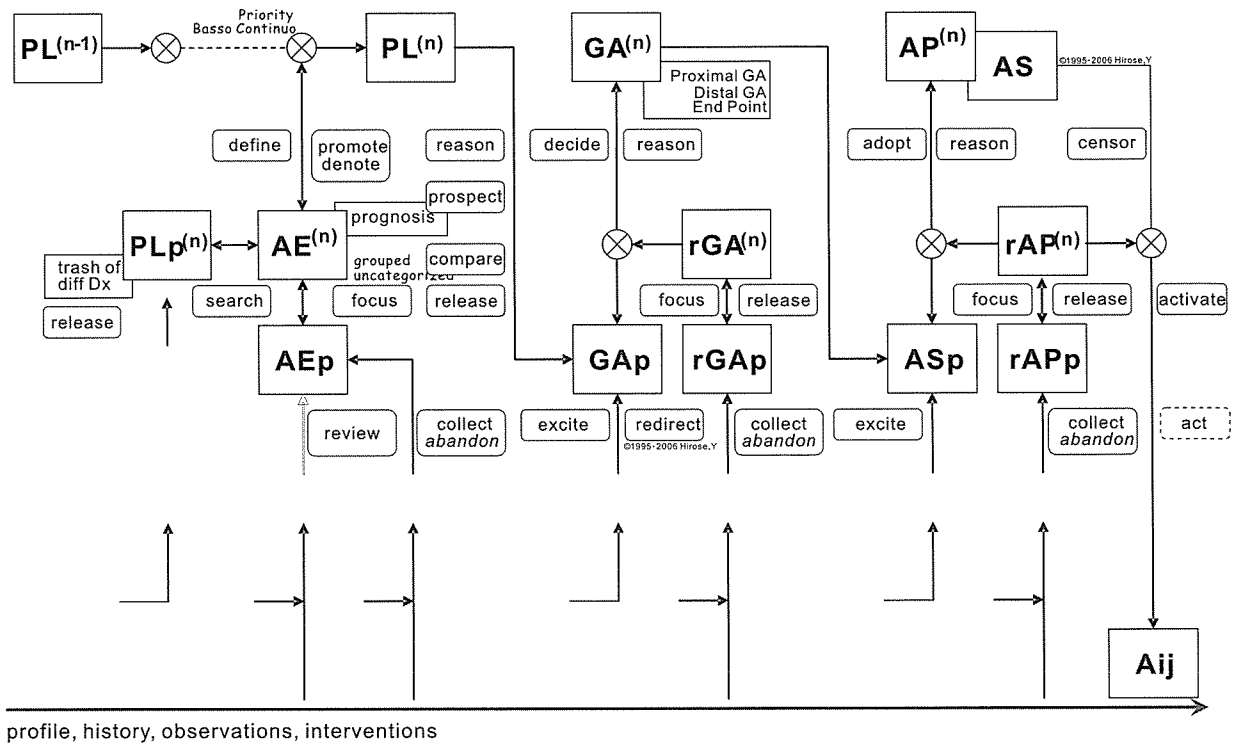 Priority
Basso Continuo
PL(n-1)
PL(n)
GA(n)
Proximal GA
Distal GA
End Point
AP(n)
AS
©1995-2006 Hirose,Y
define
promote
denote
reason
decide
reason
adopt
reason
censor
prospect
prognosis
PLp(n)
AE(n)
rGA(n)
rAP(n)
trash of
diff Dx
grouped
uncategorized
compare
release
search
focus
release
focus
release
focus
release
activate
AEp
GAp
rGAp
ASp
rAPp
review
collect
abandon
excite
redirect
©1995-2006 Hirose,Y
collect
abandon
excite
collect
abandon
act
Aij
profile, history, observations, interventions